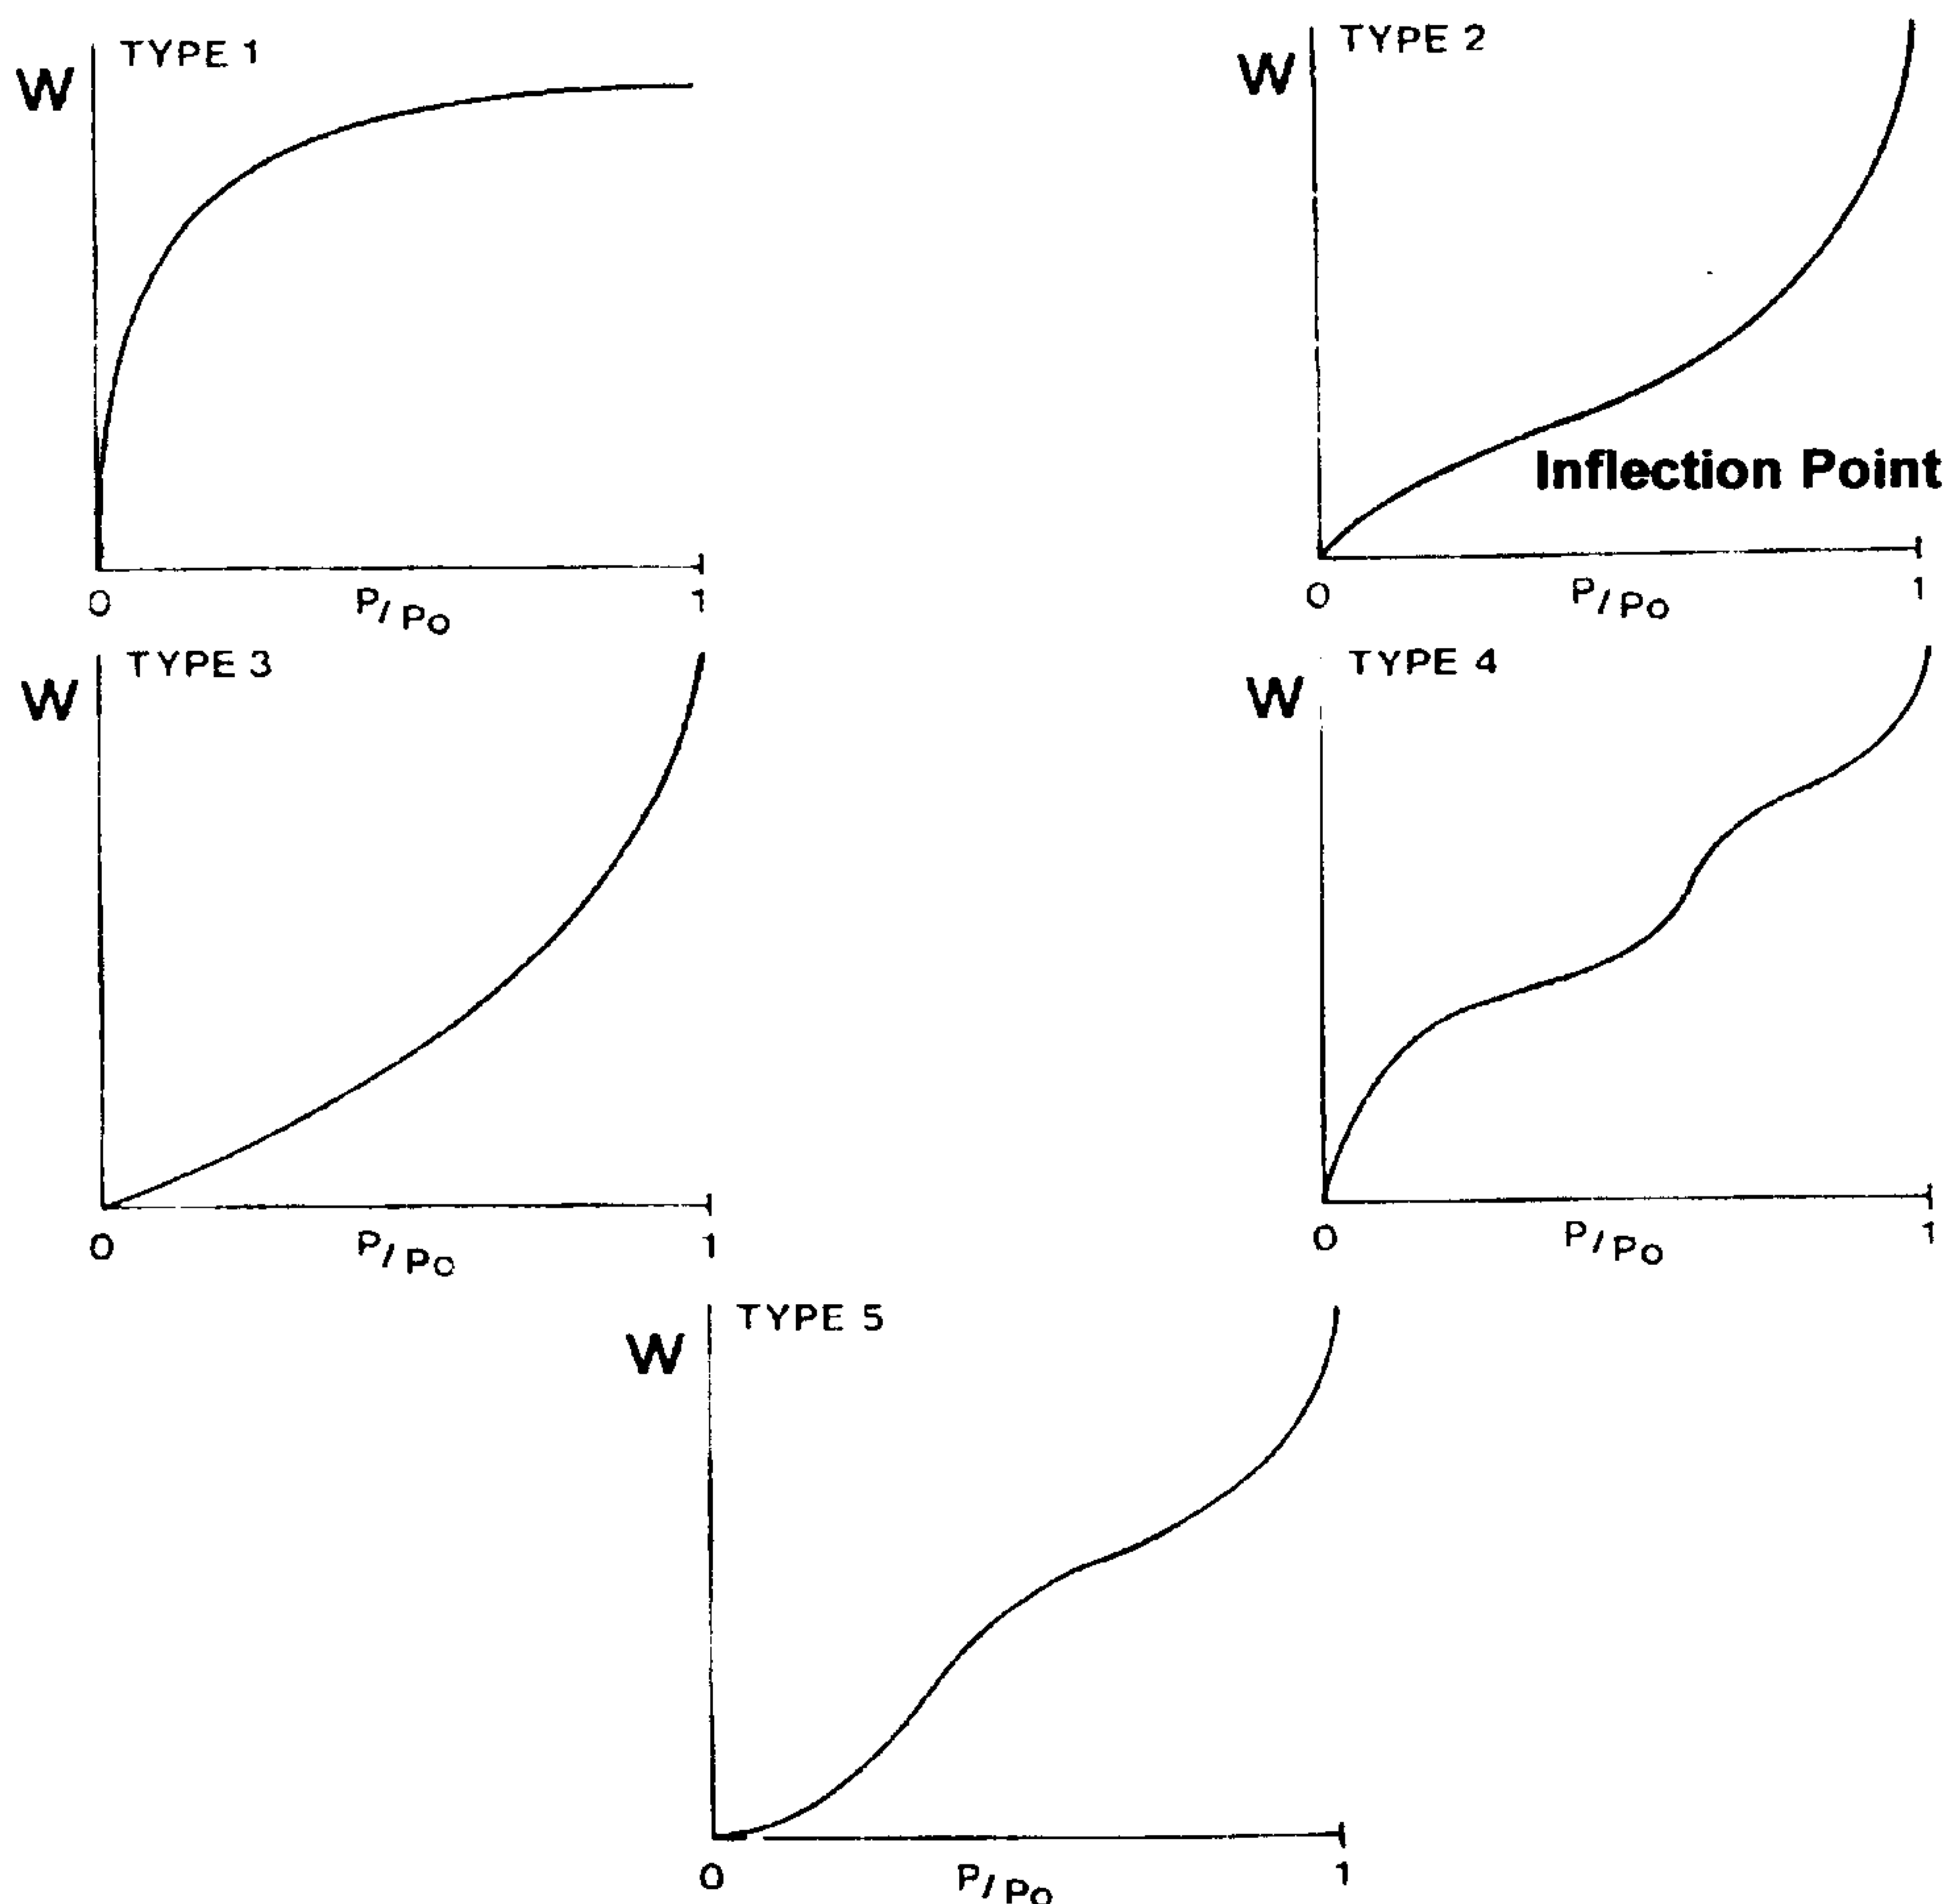 TYPE 1
W
0 P/Po 1
TYPE 2
W
Inflection Point
0 P/Po 1
TYPE 3
W
0 P/Po 1
TYPE 4
W
0 P/Po 1
TYPE 5
W
0 P/Po 1